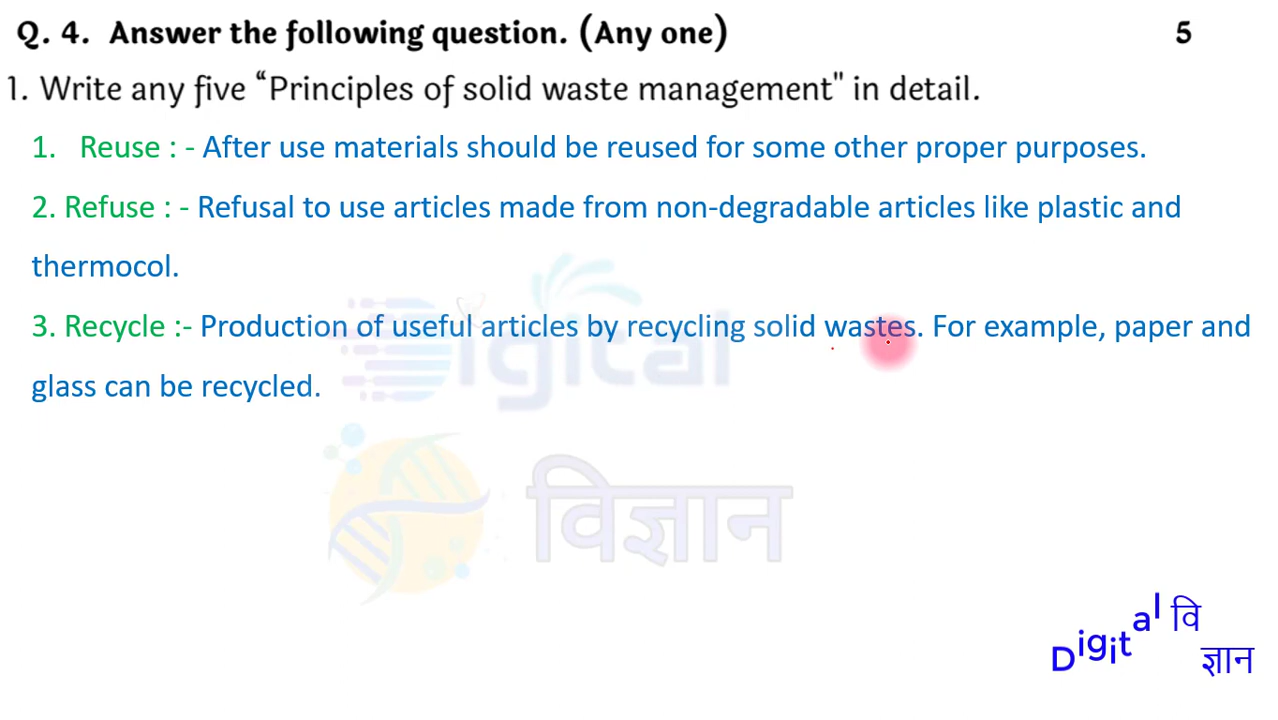 Q. 4. Answer the following question. (Any one) 5
1. Write any five “Principles of solid waste management" in detail.
1. Reuse : - After use materials should be reused for some other proper purposes.
2. Refuse : - Refusal to use articles made from non-degradable articles like plastic and
thermocol.
3. Recycle :- Production of useful articles by recycling solid wastes. For example, paper and
glass can be recycled.
Digital
विज्ञान
Digital वि
ज्ञान